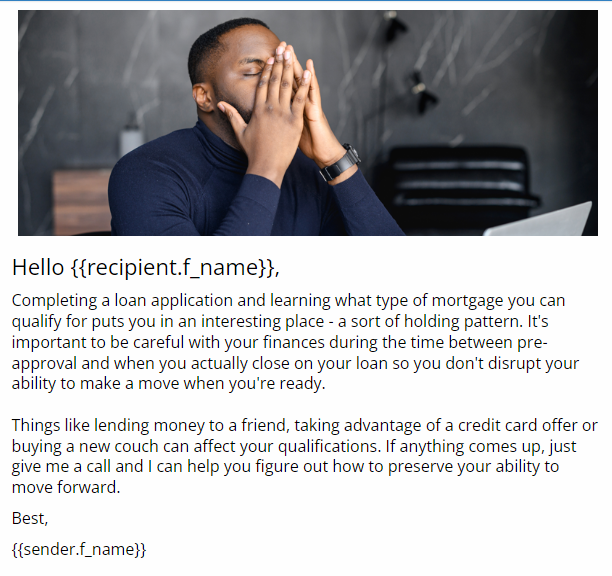 Hello {{recipient.f_name}},
Completing a loan application and learning what type of mortgage you can
qualify for puts you in an interesting place - a sort of holding pattern. It's
important to be careful with your finances during the time between pre-
approval and when you actually close on your loan so you don't disrupt your
ability to make a move when you're ready.
Things like lending money to a friend, taking advantage of a credit card offer or
buying a new couch can affect your qualifications. If anything comes up, just
give me a call and I can help you figure out how to preserve your ability to
move forward.
Best,
{{sender.f_name}}